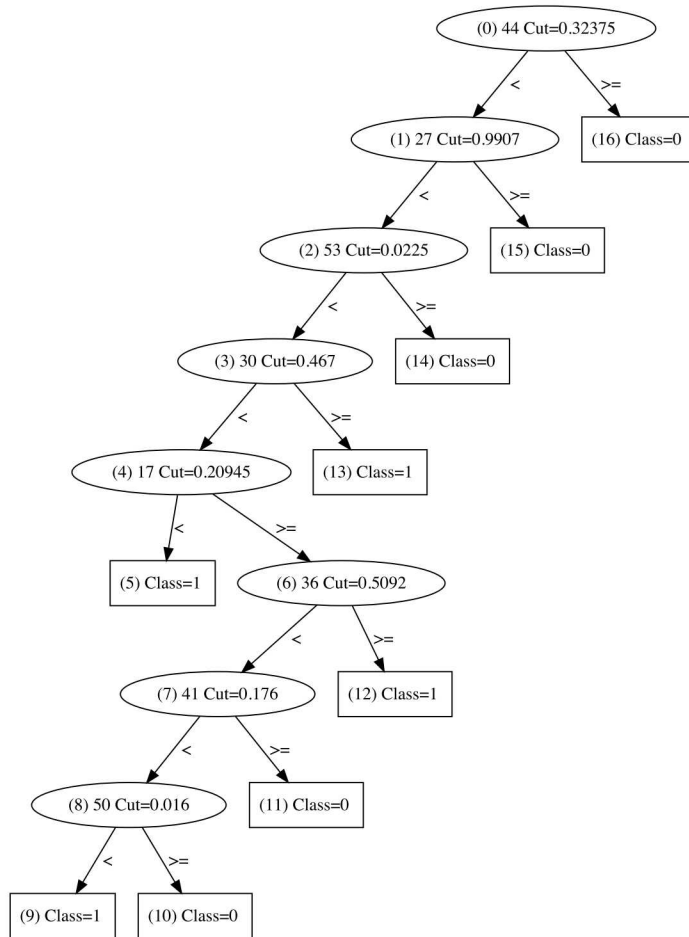 (0) 44 Cut=0.32375
<
>=
(1) 27 Cut=0.9907
(16) Class=0
<
>=
(2) 53 Cut=0.0225
(15) Class=0
<
>=
(3) 30 Cut=0.467
(14) Class=0
<
>=
(4) 17 Cut=0.20945
(13) Class=1
<
>=
(5) Class=1
(6) 36 Cut=0.5092
<
>=
(7) 41 Cut=0.176
(12) Class=1
<
>=
(8) 50 Cut=0.016
(11) Class=0
<
>=
(9) Class=1
(10) Class=0